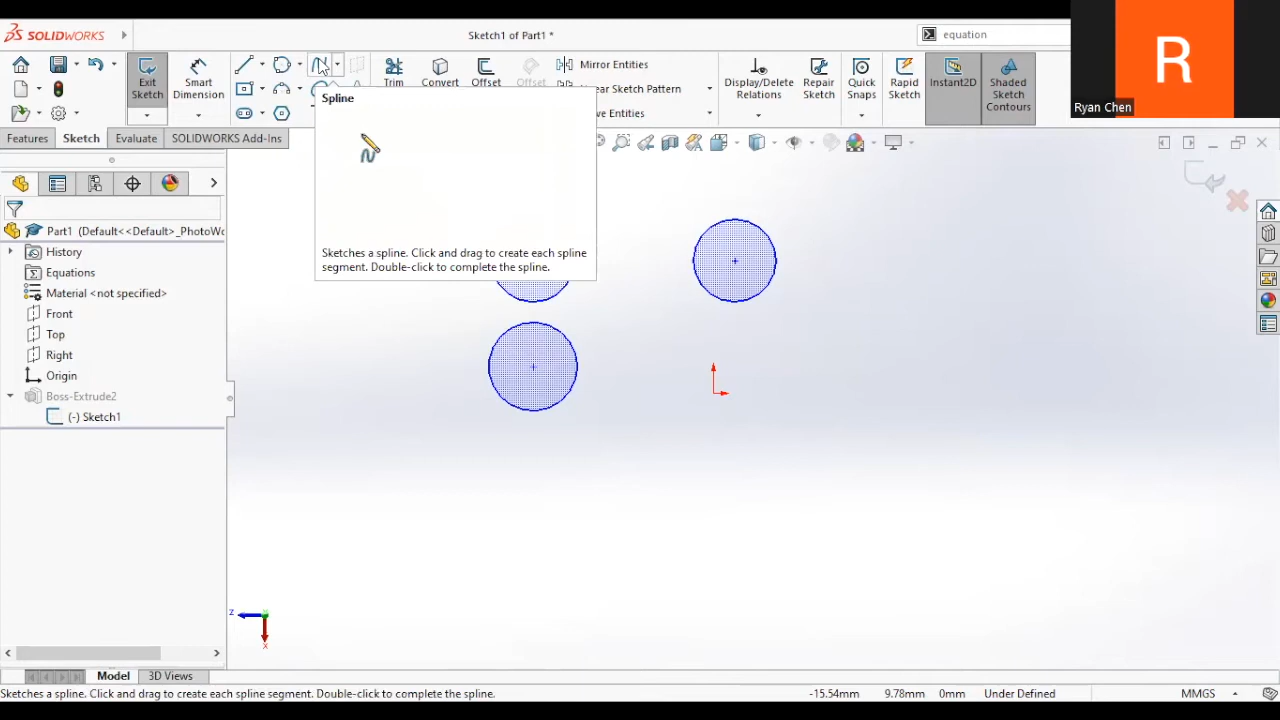 SOLIDWORKS
Sketch1 of Part1 *
equation
R
Ryan Chen
Exit Sketch
Smart Dimension
Trim
Convert
Offset
Offset
Mirror Entities
ear Sketch Pattern
ve Entities
Display/Delete Relations
Repair Sketch
Quick Snaps
Rapid Sketch
Instant2D
Shaded Sketch Contours
Spline
Sketches a spline. Click and drag to create each spline
segment. Double-click to complete the spline.
Features
Sketch
Evaluate
SOLIDWORKS Add-Ins
Part1 (Default<<Default>_PhotoWo
History
Equations
Material <not specified>
Front
Top
Right
Origin
Boss-Extrude2
(-) Sketch1
z
x
Model
3D Views
Sketches a spline. Click and drag to create each spline segment. Double-click to complete the spline.
-15.54mm
9.78mm
0mm
Under Defined
MMGS